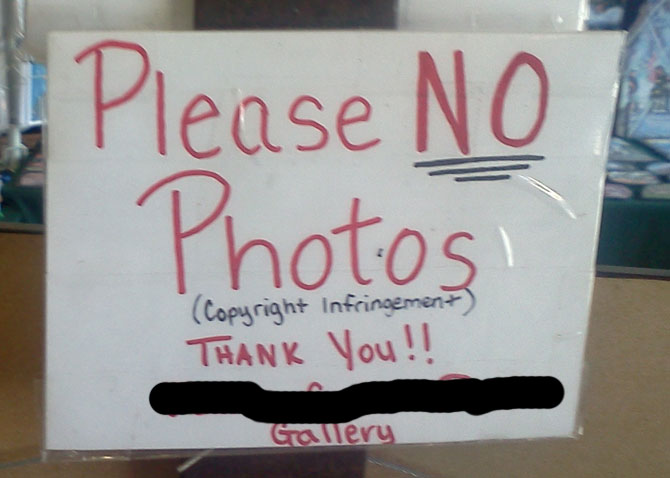 Please NO
Photos
(Copyright Infringement)
THANK You!!
Gallery